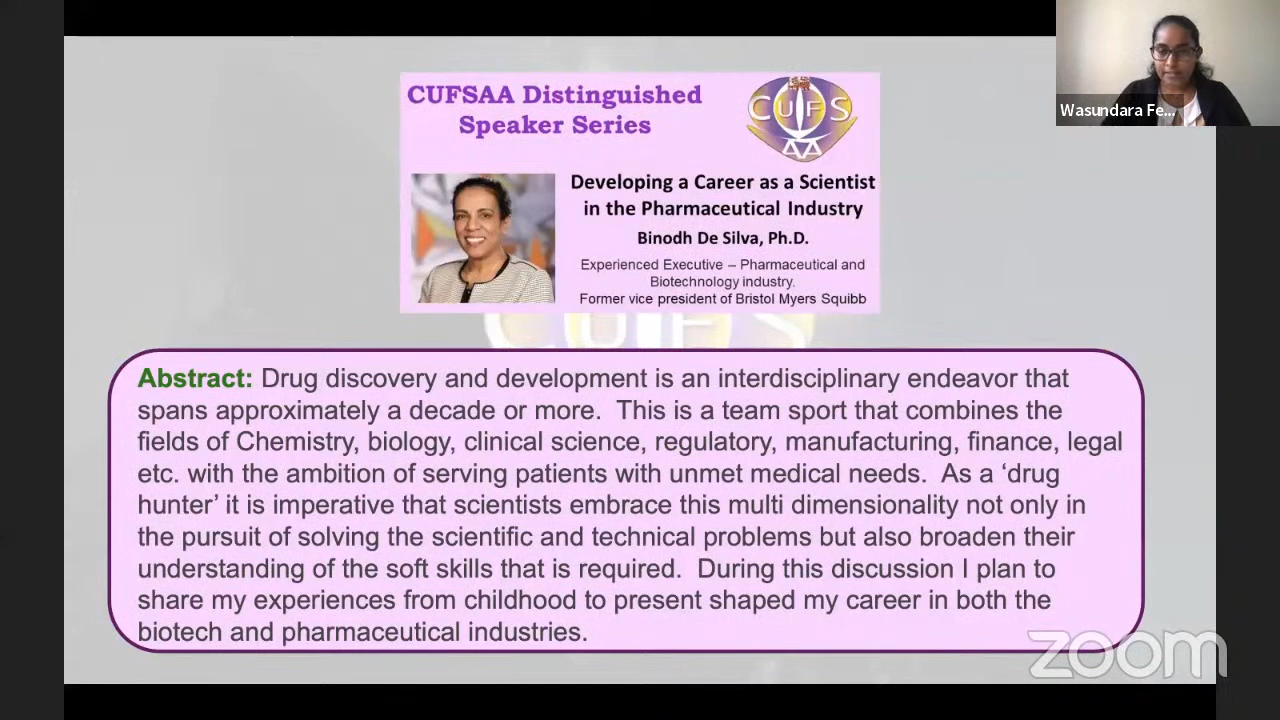 CUFSAA Distinguished
Speaker Series
CUFS
AA
Wasundara Fe...
Developing a Career as a Scientist
in the Pharmaceutical Industry
Binodh De Silva, Ph.D.
Experienced Executive – Pharmaceutical and
Biotechnology industry.
Former vice president of Bristol Myers Squibb
CUFS
Abstract: Drug discovery and development is an interdisciplinary endeavor that
spans approximately a decade or more. This is a team sport that combines the
fields of Chemistry, biology, clinical science, regulatory, manufacturing, finance, legal
etc. with the ambition of serving patients with unmet medical needs. As a ‘drug
hunter’ it is imperative that scientists embrace this multi dimensionality not only in
the pursuit of solving the scientific and technical problems but also broaden their
understanding of the soft skills that is required. During this discussion I plan to
share my experiences from childhood to present shaped my career in both the
biotech and pharmaceutical industries.
zoom